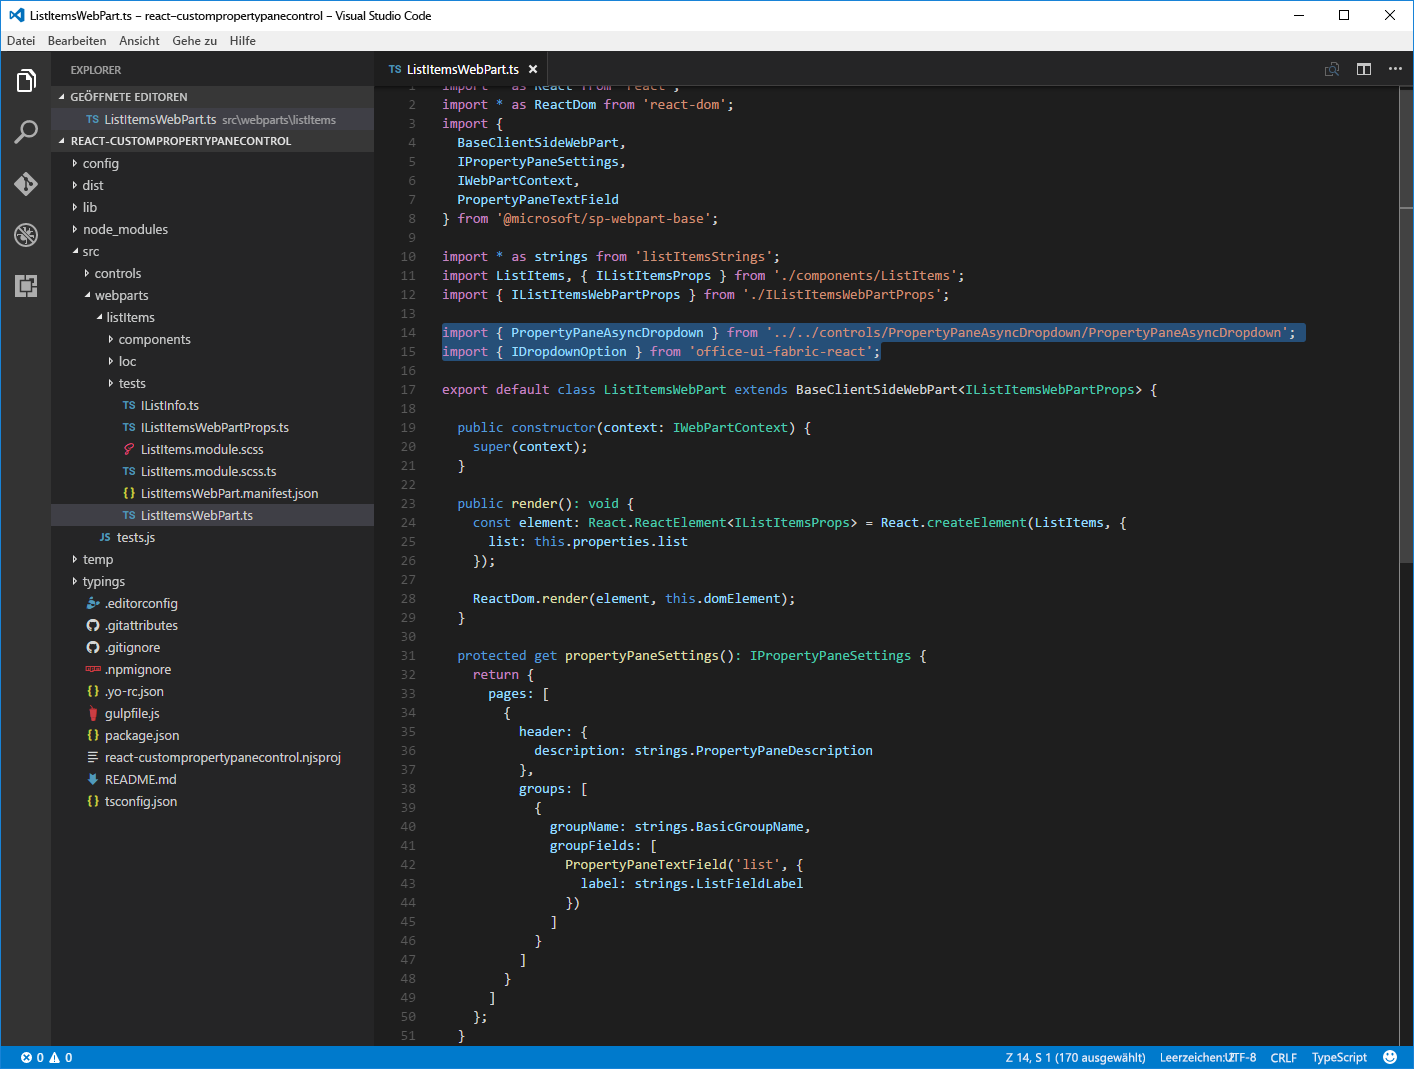 ListItemsWebPart.ts - react-custompropertypanecontrol - Visual Studio Code
Datei Bearbeiten Ansicht Gehe zu Hilfe
EXPLORER
GEÖFFNETE EDITOREN
TS ListItemsWebPart.ts src\webparts\listItems
REACT-CUSTOMPROPERTYPANECONTROL
config
dist
lib
node_modules
src
controls
webparts
listItems
components
loc
tests
TS IListInfo.ts
TS IListItemsWebPartProps.ts
ListItems.module.scss
TS ListItems.module.scss.ts
{} ListItemsWebPart.manifest.json
TS ListItemsWebPart.ts
JS tests.js
temp
typings
.editorconfig
.gitattributes
.gitignore
npm .npmignore
{} .yo-rc.json
gulpfile.js
{} package.json
react-custompropertypanecontrol.njsproj
README.md
{} tsconfig.json
TS ListItemsWebPart.ts
1 import * as React from 'react';
2 import * as ReactDom from 'react-dom';
3 import {
4 BaseClientSideWebPart,
5 IPropertyPaneSettings,
6 IWebPartContext,
7 PropertyPaneTextField
8 } from '@microsoft/sp-webpart-base';
9
10 import * as strings from 'listItemsStrings';
11 import ListItems, { IListItemsProps } from './components/ListItems';
12 import { IListItemsWebPartProps } from './IListItemsWebPartProps';
13
14 import { PropertyPaneAsyncDropdown } from '../../controls/PropertyPaneAsyncDropdown/PropertyPaneAsyncDropdown';
15 import { IDropdownOption } from 'office-ui-fabric-react';
16
17 export default class ListItemsWebPart extends BaseClientSideWebPart<IListItemsWebPartProps> {
18
19 public constructor(context: IWebPartContext) {
20 super(context);
21 }
22
23 public render(): void {
24 const element: React.ReactElement<IListItemsProps> = React.createElement(ListItems, {
25 list: this.properties.list
26 });
27
28 ReactDom.render(element, this.domElement);
29 }
30
31 protected get propertyPaneSettings(): IPropertyPaneSettings {
32 return {
33 pages: [
34 {
35 header: {
36 description: strings.PropertyPaneDescription
37 },
38 groups: [
39 {
40 groupName: strings.BasicGroupName,
41 groupFields: [
42 PropertyPaneTextField('list', {
43 label: strings.ListFieldLabel
44 })
45 ]
46 }
47 ]
48 }
49 ]
50 };
51 }
0 0 Z 14, S 1 (170 ausgewählt) Leerzeichen: 2 UTF-8 CRLF TypeScript